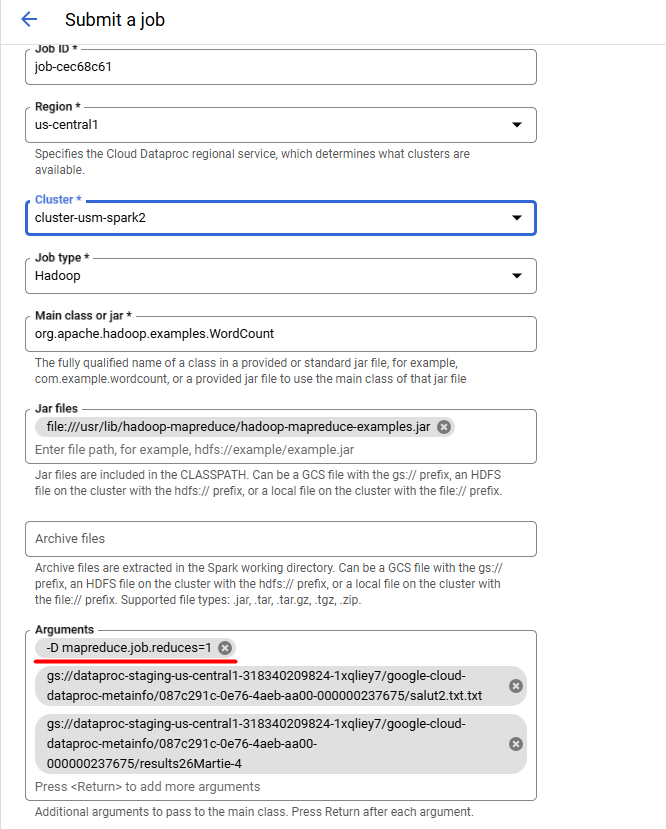 Submit a job
Job ID *
job-cec68c61
Region *
us-central1
Specifies the Cloud Dataproc regional service, which determines what clusters are
available.
Cluster *
cluster-usm-spark2
Job type *
Hadoop
Main class or jar *
org.apache.hadoop.examples.WordCount
The fully qualified name of a class in a provided or standard jar file, for example,
com.example.wordcount, or a provided jar file to use the main class of that jar file
Jar files
file:///usr/lib/hadoop-mapreduce/hadoop-mapreduce-examples.jar
Enter file path, for example, hdfs://example/example.jar
Jar files are included in the CLASSPATH. Can be a GCS file with the gs:// prefix, an HDFS
file on the cluster with the hdfs:// prefix, or a local file on the cluster with the file:// prefix.
Archive files
Archive files are extracted in the Spark working directory. Can be a GCS file with the gs://
prefix, an HDFS file on the cluster with the hdfs:// prefix, or a local file on the cluster with
the file:// prefix. Supported file types: .jar, .tar, .tar.gz, .tgz, .zip.
Arguments
-D mapreduce.job.reduces=1
gs://dataproc-staging-us-central1-318340209824-1xqliey7/google-cloud-
dataproc-metainfo/087c291c-0e76-4aeb-aa00-000000237675/salut2.txt.txt
gs://dataproc-staging-us-central1-318340209824-1xqliey7/google-cloud-
dataproc-metainfo/087c291c-0e76-4aeb-aa00-
000000237675/results26Martie-4
Press <Return> to add more arguments
Additional arguments to pass to the main class. Press Return after each argument.